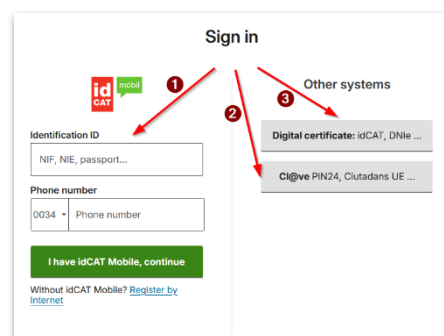 Sign in
id
CAT
mòbil
1
2
3
Identification ID
NIF, NIE, passport...
Phone number
0034
Phone number
I have idCAT Mobile, continue
Without idCAT Mobile? Register by
Internet
Other systems
Digital certificate: idCAT, DNIe ...
Cl@ve PIN24, Ciutadans UE ...